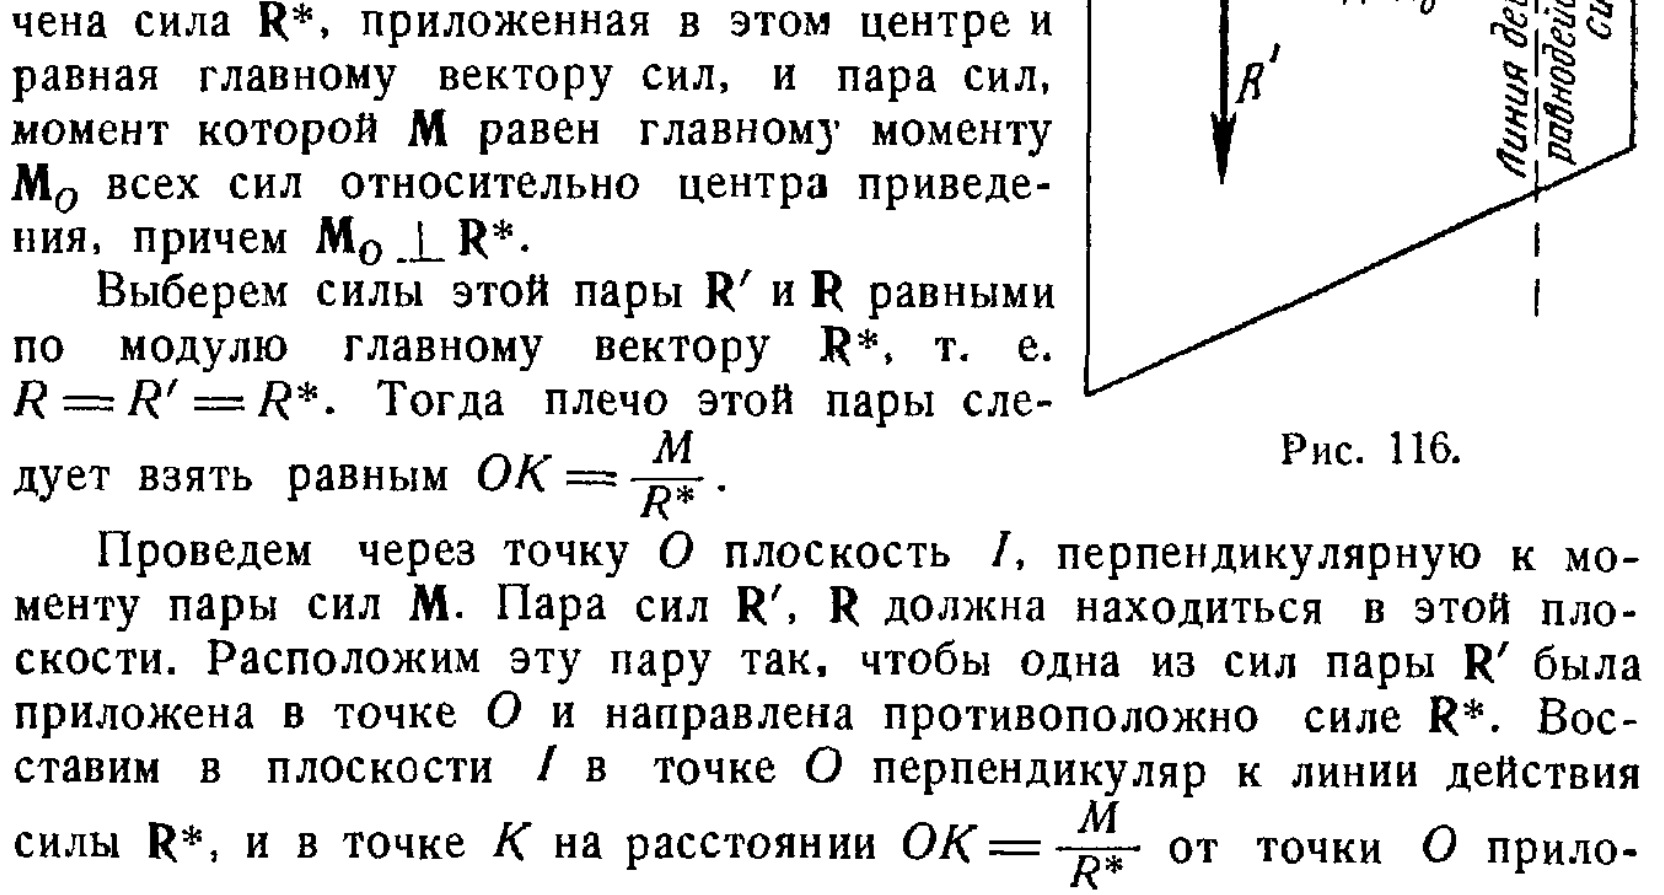 чена сила R*, приложенная в этом центре и
равная главному вектору сил, и пара сил,
момент которой M равен главному моменту
M_O всех сил относительно центра приведе-
ния, причем M_O ⊥ R*.
Выберем силы этой пары R′ и R равными
по модулю главному вектору R*, т. е.
R = R′ = R*. Тогда плечо этой пары сле-
дует взять равным OK = M/R*.
R′
Линия
Рис. 116.
Проведем через точку O плоскость I, перпендикулярную к мо-
менту пары сил M. Пара сил R′, R должна находиться в этой пло-
скости. Расположим эту пару так, чтобы одна из сил пары R′ была
приложена в точке O и направлена противоположно силе R*. Вос-
ставим в плоскости I в точке O перпендикуляр к линии действия
силы R*, и в точке K на расстоянии OK = M/R* от точки O прило-